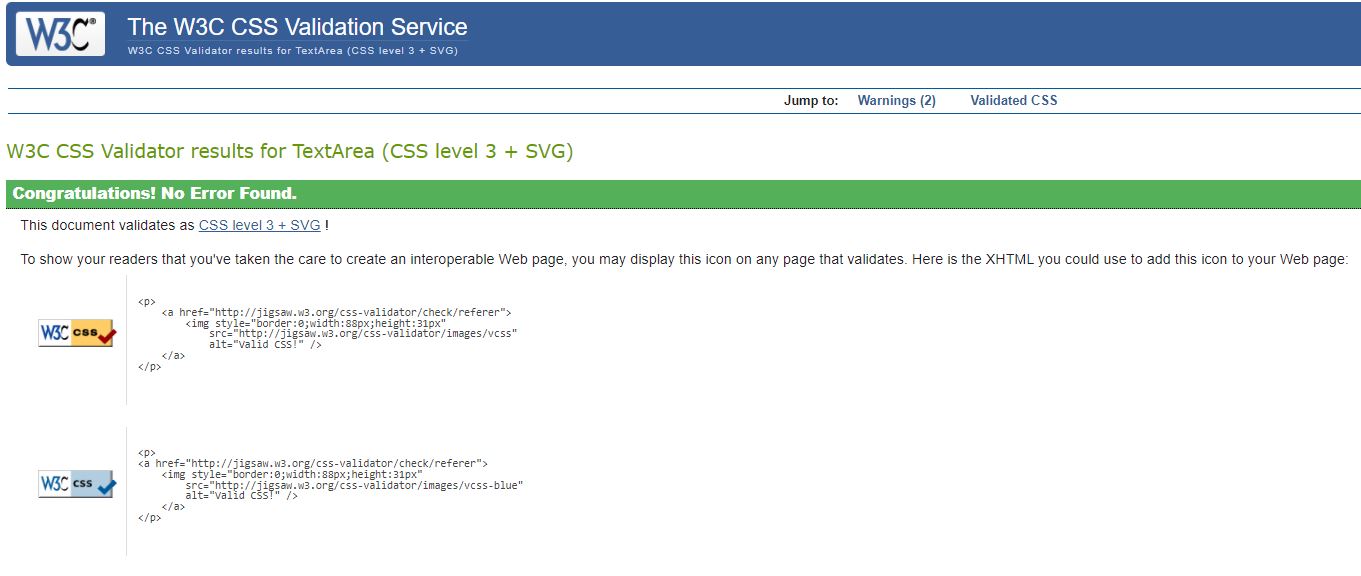 W3C®
The W3C CSS Validation Service
W3C CSS Validator results for TextArea (CSS level 3 + SVG)
Jump to: Warnings (2) Validated CSS
W3C CSS Validator results for TextArea (CSS level 3 + SVG)
Congratulations! No Error Found.
This document validates as CSS level 3 + SVG !
To show your readers that you've taken the care to create an interoperable Web page, you may display this icon on any page that validates. Here is the XHTML you could use to add this icon to your Web page:
W3C css
<p>
    <a href="http://jigsaw.w3.org/css-validator/check/referer">
        <img style="border:0;width:88px;height:31px"
            src="http://jigsaw.w3.org/css-validator/images/vcss"
            alt="Valid CSS!" />
    </a>
</p>
W3C css
<p>
<a href="http://jigsaw.w3.org/css-validator/check/referer">
    <img style="border:0;width:88px;height:31px"
        src="http://jigsaw.w3.org/css-validator/images/vcss-blue"
        alt="Valid CSS!" />
    </a>
</p>